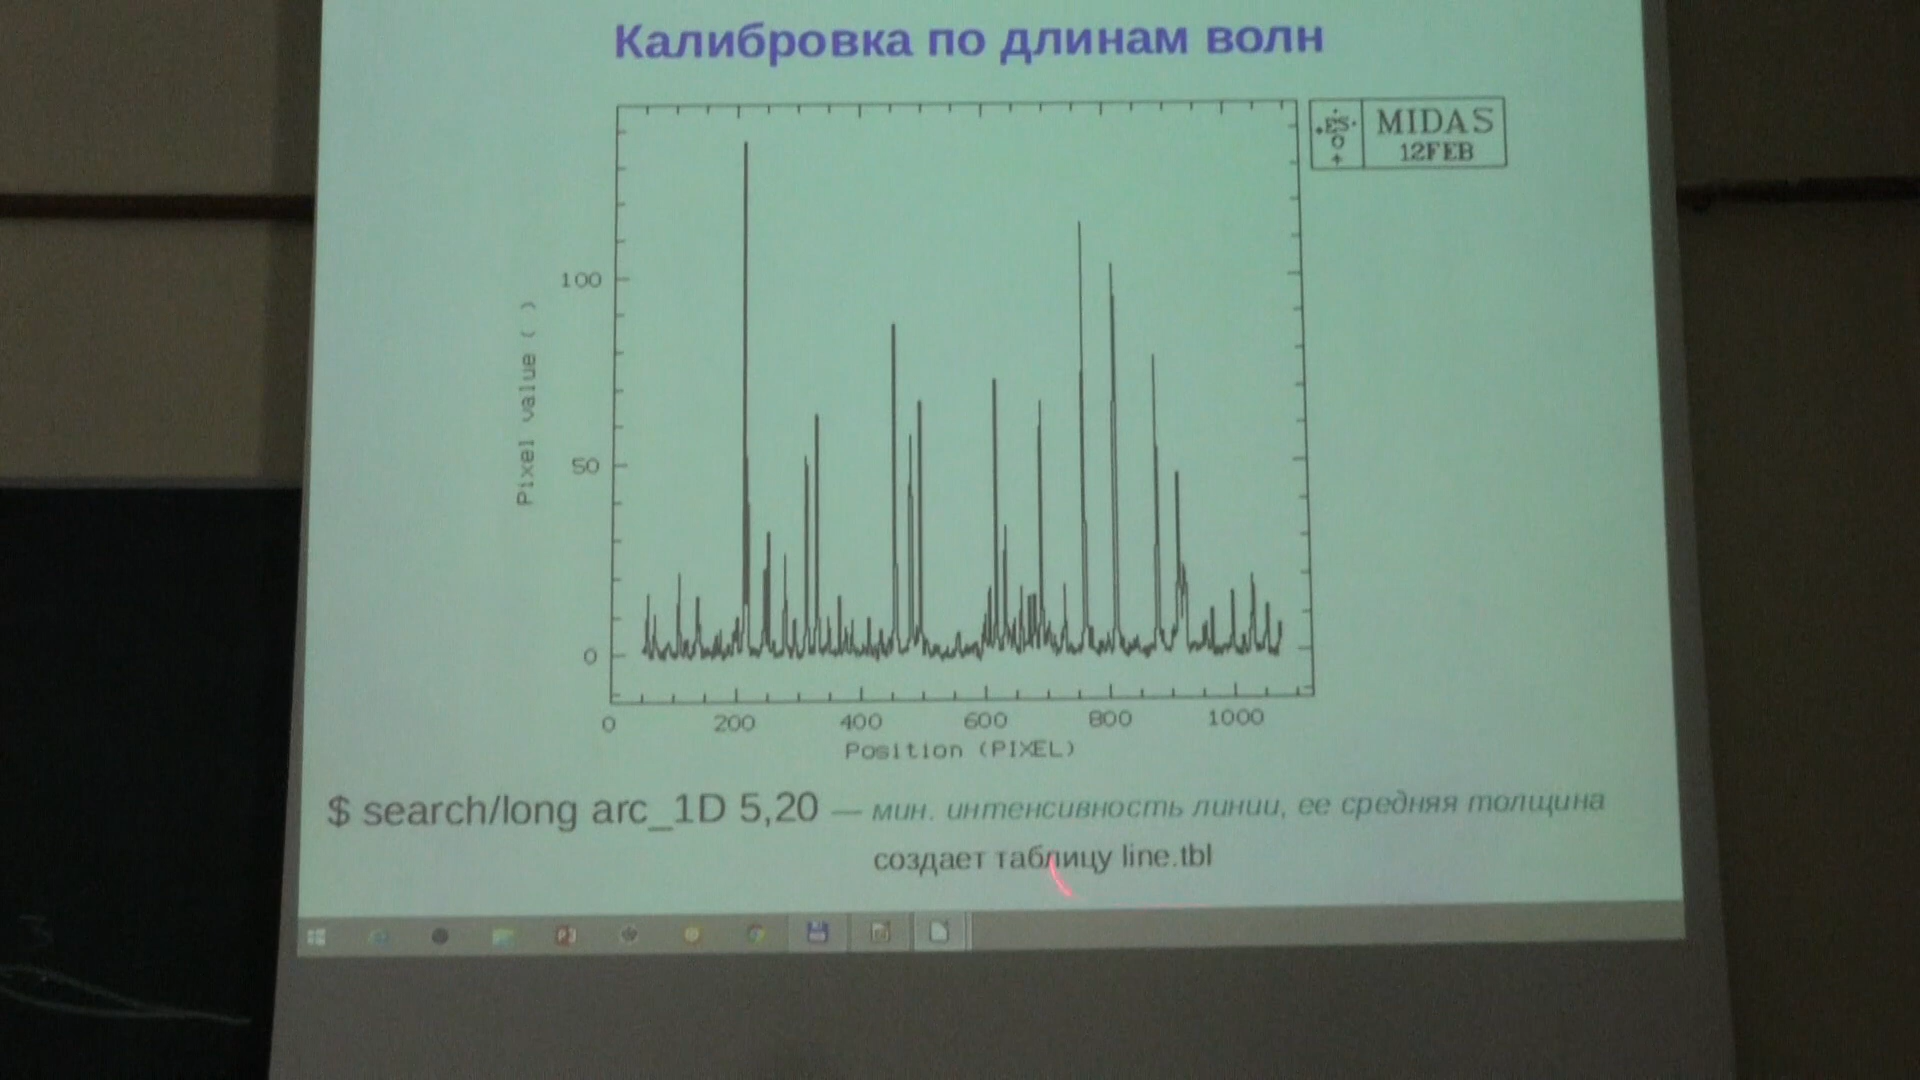 Калибровка по длинам волн
ES
O
MIDAS
12FEB
100
50
0
Pixel value ( )
0 200 400 600 800 1000
Position (PIXEL)
$ search/long arc_1D 5,20 — мин. интенсивность линии, ее средняя толщина
создает таблицу line.tbl